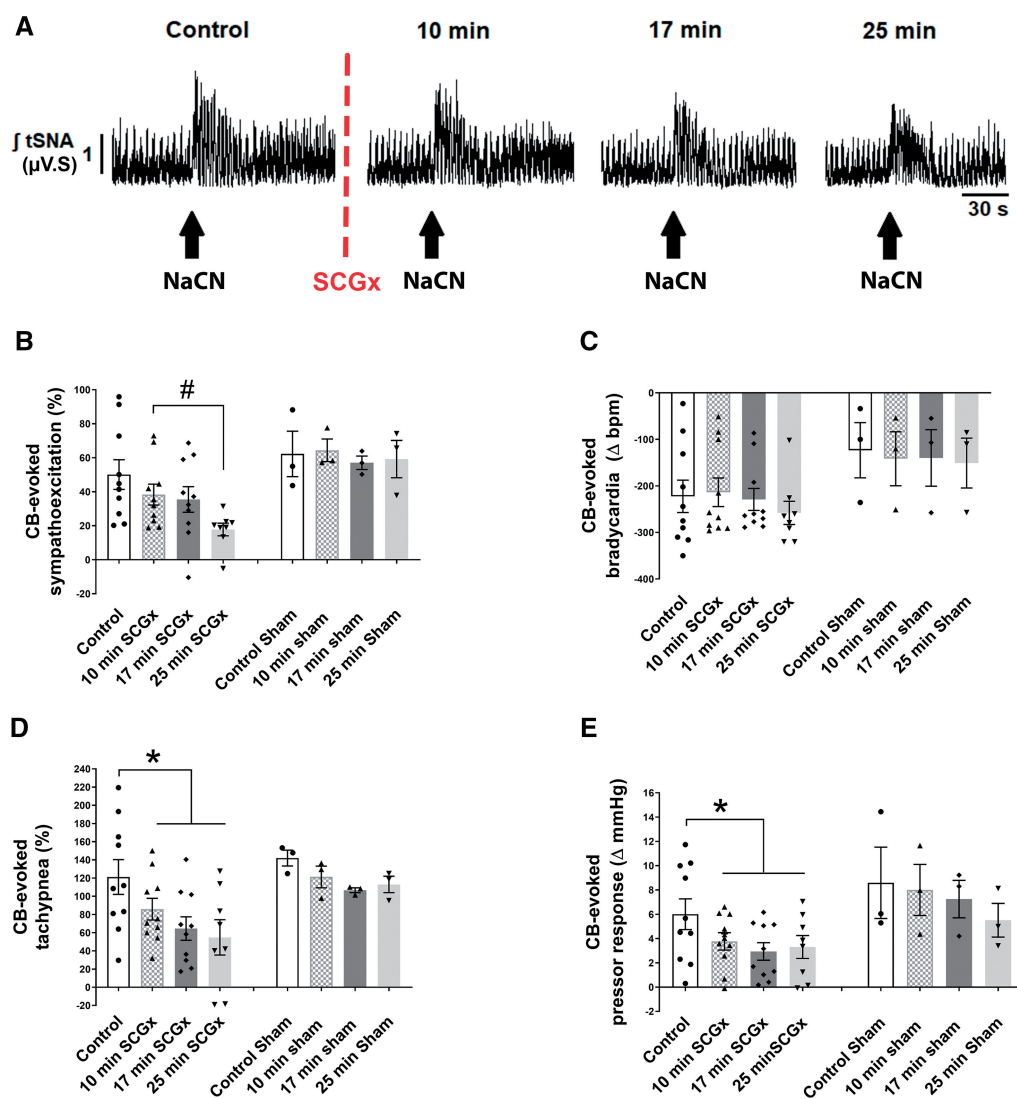 A
Control
10 min
17 min
25 min
∫ tSNA
(µV.S)
1
30 s
NaCN
SCGx
NaCN
NaCN
NaCN
B
CB-evoked
sympathoexcitation (%)
100
80
60
40
20
0
-20
#
Control
10 min SCGx
17 min SCGx
25 min SCGx
Control Sham
10 min sham
17 min sham
25 min Sham
C
CB-evoked
bradycardia (Δ bpm)
0
-100
-200
-300
-400
Control
10 min SCGx
17 min SCGx
25 min SCGx
Control Sham
10 min sham
17 min Sham
25 min Sham
D
CB-evoked
tachypnea (%)
240
220
200
180
160
140
120
100
80
60
40
20
0
-20
*
Control
10 min SCGx
17 min SCGx
25 min SCGx
Control Sham
10 min sham
17 min sham
25 min Sham
E
CB-evoked
pressor response (Δ mmHg)
16
14
12
10
8
6
4
2
0
-2
*
Control
10 min SCGx
17 min SCGx
25 minSCGx
Control Sham
10 min sham
17 min sham
25 min Sham